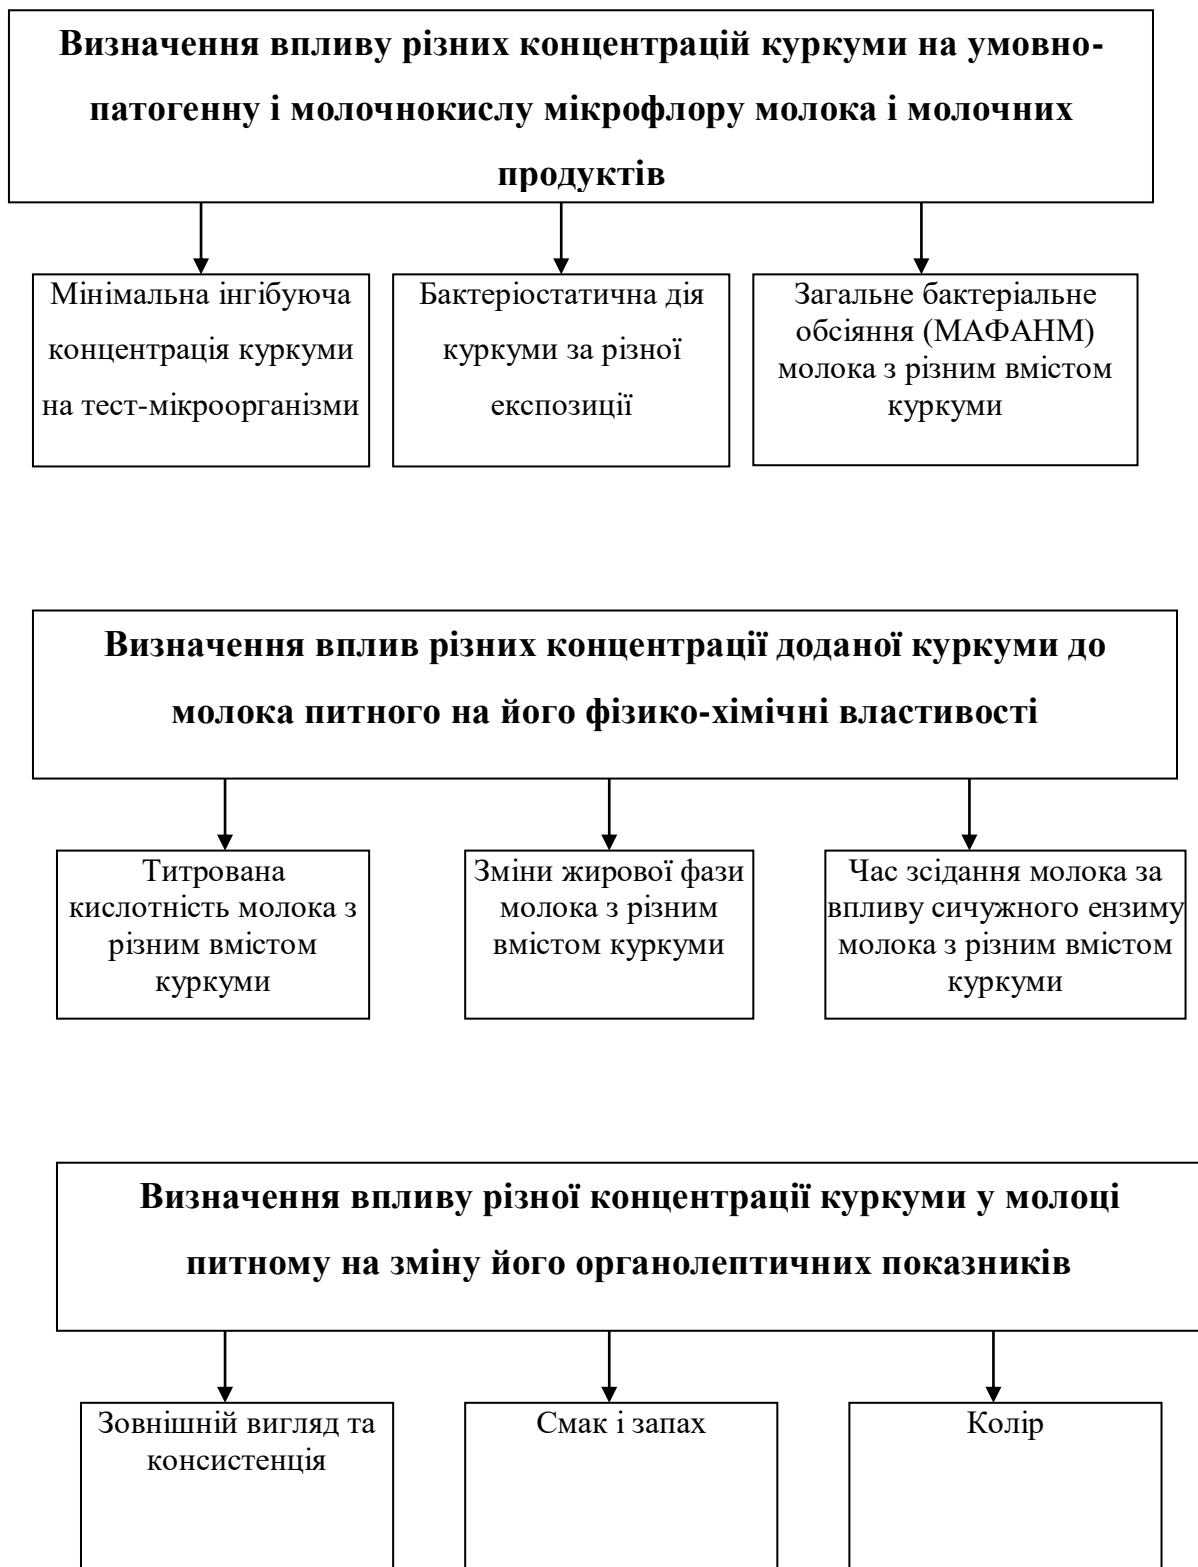 Визначення впливу різних концентрацій куркуми на умовно-
патогенну і молочнокислу мікрофлору молока і молочних
продуктів
Мінімальна інгібуюча
концентрація куркуми
на тест-мікроорганізми
Бактеріостатична дія
куркуми за різної
експозиції
Загальне бактеріальне
обсіяння (МАФАНМ)
молока з різним вмістом
куркуми
Визначення вплив різних концентрації доданої куркуми до
молока питного на його фізико-хімічні властивості
Титрована
кислотність молока з
різним вмістом
куркуми
Зміни жирової фази
молока з різним
вмістом куркуми
Час зсідання молока за
впливу сичужного ензиму
молока з різним вмістом
куркуми
Визначення впливу різної концентрації куркуми у молоці
питному на зміну його органолептичних показників
Зовнішній вигляд та
консистенція
Смак і запах
Колір